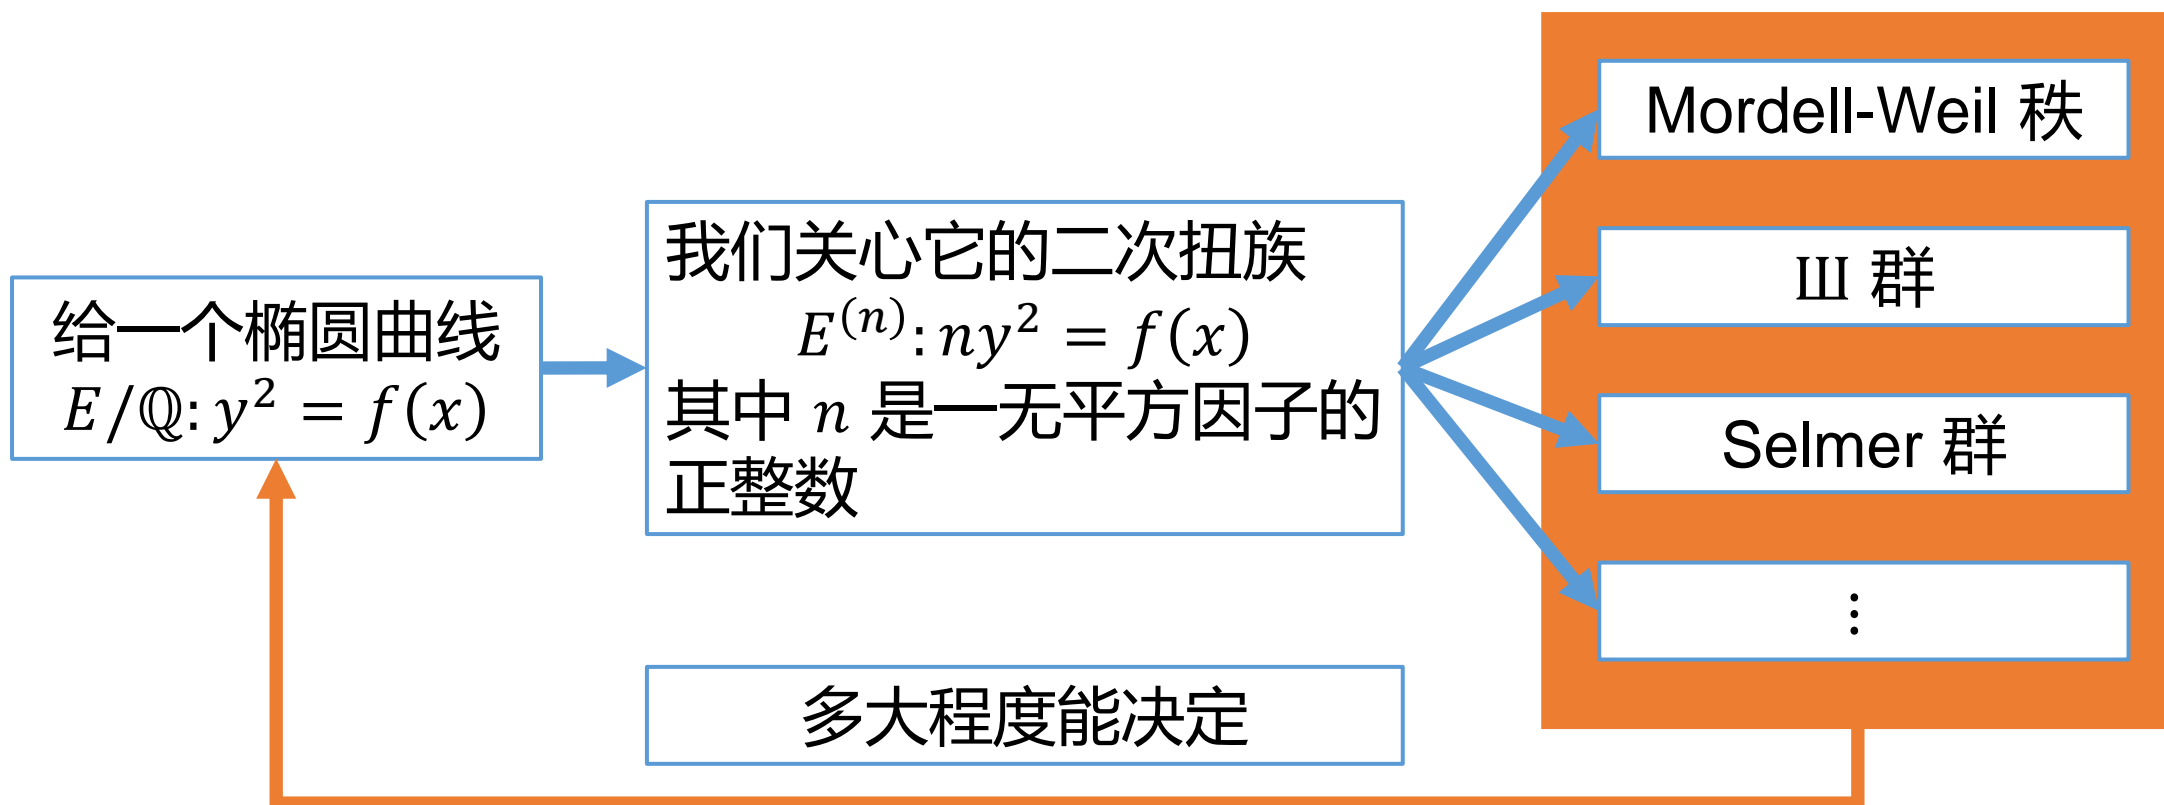 给一个椭圆曲线
E/ℚ: y² = f(x)
我们关心它的二次扭族
E⁽ⁿ⁾: ny² = f(x)
其中 n 是一无平方因子的
正整数
Mordell-Weil 秩
Ш 群
Selmer 群
⋮
多大程度能决定